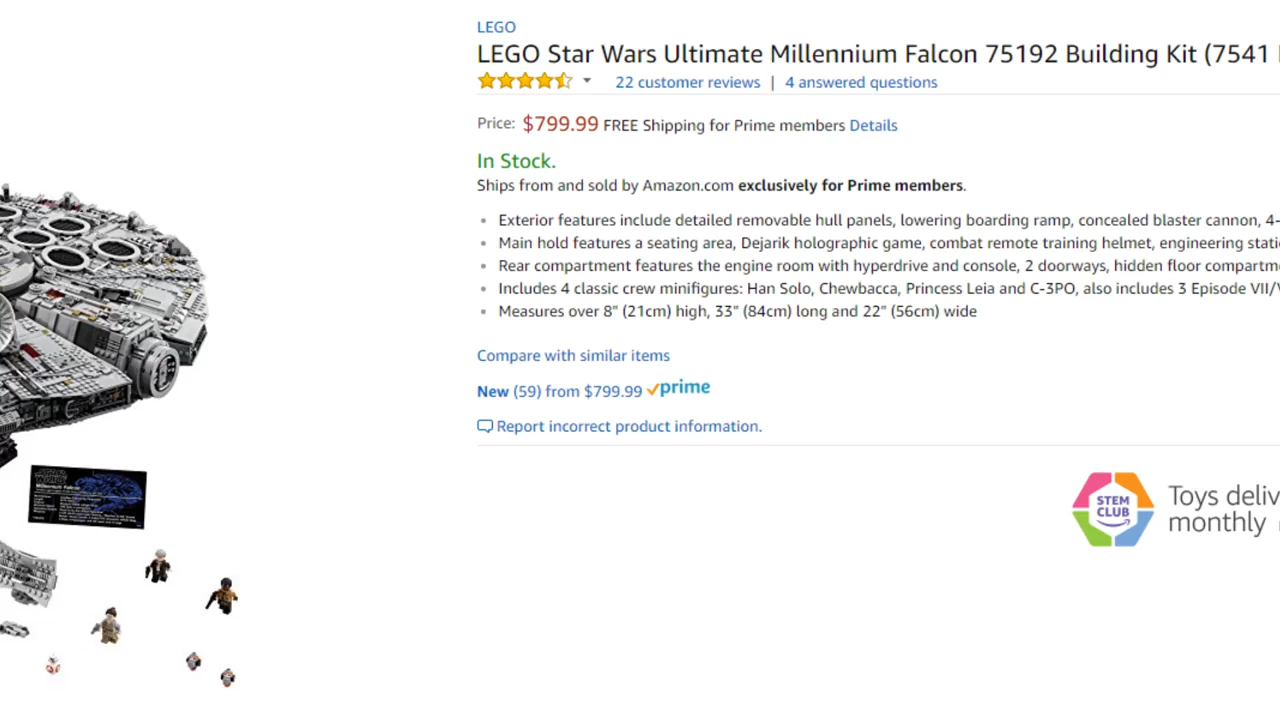 LEGO
LEGO Star Wars Ultimate Millennium Falcon 75192 Building Kit (7541
22 customer reviews | 4 answered questions
Price: $799.99 FREE Shipping for Prime members Details
In Stock.
Ships from and sold by Amazon.com exclusively for Prime members.
Exterior features include detailed removable hull panels, lowering boarding ramp, concealed blaster cannon, 4-
Main hold features a seating area, Dejarik holographic game, combat remote training helmet, engineering stati
Rear compartment features the engine room with hyperdrive and console, 2 doorways, hidden floor compartm
Includes 4 classic crew minifigures: Han Solo, Chewbacca, Princess Leia and C-3PO, also includes 3 Episode VII/V
Measures over 8" (21cm) high, 33" (84cm) long and 22" (56cm) wide
Compare with similar items
New (59) from $799.99 prime
Report incorrect product information.
STAR WARS
Millennium Falcon
STEM
CLUB
Toys deliv
monthly